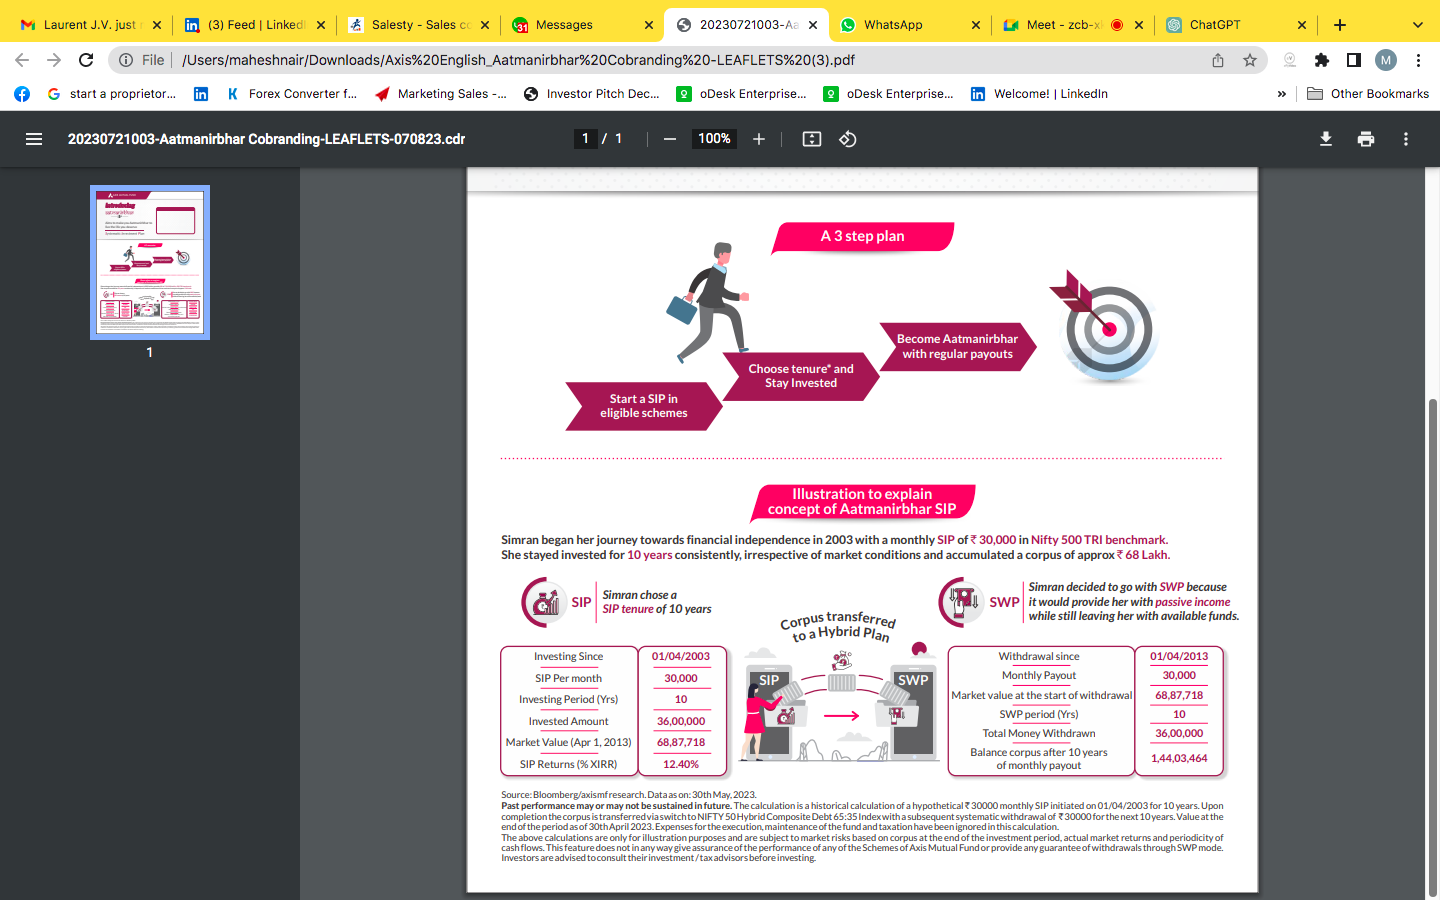 Laurent J.V. just
(3) Feed | Linked
Salesty - Sales co
31
Messages
20230721003-Aa
WhatsApp
Meet - zcb-x
ChatGPT
File
/Users/maheshnair/Downloads/Axis%20English_Aatmanirbhar%20Cobranding%20-LEAFLETS%20(3).pdf
M
start a proprietor...
Forex Converter f...
Marketing Sales -...
Investor Pitch Dec...
oDesk Enterprise...
oDesk Enterprise...
Welcome! | LinkedIn
»
Other Bookmarks
20230721003-Aatmanirbhar Cobranding-LEAFLETS-070823.cdr
1 / 1
100%
1
A 3 step plan
Become Aatmanirbhar
with regular payouts
Choose tenure* and
Stay Invested
Start a SIP in
eligible schemes
Illustration to explain
concept of Aatmanirbhar SIP
Simran began her journey towards financial independence in 2003 with a monthly SIP of ₹ 30,000 in Nifty 500 TRI benchmark.
She stayed invested for 10 years consistently, irrespective of market conditions and accumulated a corpus of approx ₹ 68 Lakh.
SIP
Simran chose a
SIP tenure of 10 years
SWP
Simran decided to go with SWP because
it would provide her with passive income
while still leaving her with available funds.
Corpus transferred
to a Hybrid Plan
SIP
SWP
Investing Since 01/04/2003
SIP Per month 30,000
Investing Period (Yrs) 10
Invested Amount 36,00,000
Market Value (Apr 1, 2013) 68,87,718
SIP Returns (% XIRR) 12.40%
Withdrawal since 01/04/2013
Monthly Payout 30,000
Market value at the start of withdrawal 68,87,718
SWP period (Yrs) 10
Total Money Withdrawn 36,00,000
Balance corpus after 10 years
of monthly payout 1,44,03,464
Source: Bloomberg/axismf research. Data as on: 30th May, 2023.
Past performance may or may not be sustained in future. The calculation is a historical calculation of a hypothetical ₹ 30000 monthly SIP initiated on 01/04/2003 for 10 years. Upon
completion the corpus is transferred via switch to NIFTY 50 Hybrid Composite Debt 65:35 Index with a subsequent systematic withdrawal of ₹ 30000 for the next 10 years. Value at the
end of the period as of 30th April 2023. Expenses for the execution, maintenance of the fund and taxation have been ignored in this calculation.
The above calculations are only for illustration purposes and are subject to market risks based on corpus at the end of the investment period, actual market returns and periodicity of
cash flows. This feature does not in any way give assurance of the performance of any of the Schemes of Axis Mutual Fund or provide any guarantee of withdrawals through SWP mode.
Investors are advised to consult their investment / tax advisors before investing.